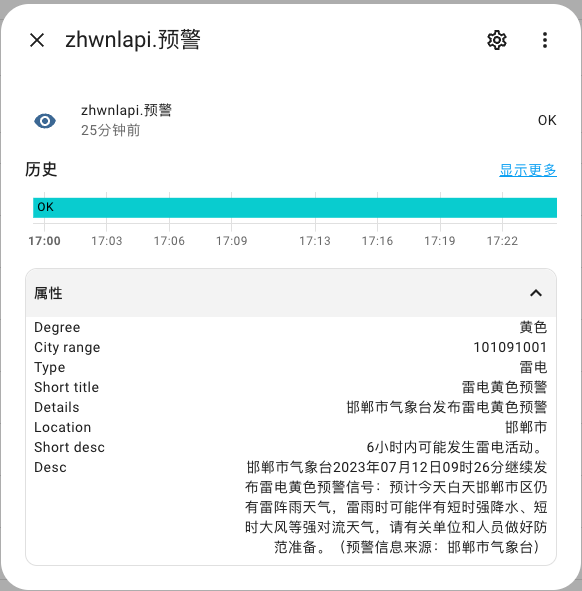 zhwnlapi.预警
zhwnlapi.预警
25分钟前
OK
历史
显示更多
OK
17:00 17:03 17:06 17:09 17:13 17:16 17:19 17:22
属性
Degree 黄色
City range 101091001
Type 雷电
Short title 雷电黄色预警
Details 邯郸市气象台发布雷电黄色预警
Location 邯郸市
Short desc 6小时内可能发生雷电活动。
Desc 邯郸市气象台2023年07月12日09时26分继续发
布雷电黄色预警信号：预计今天白天邯郸市区仍
有雷阵雨天气，雷雨时可能伴有短时强降水、短
时大风等强对流天气，请有关单位和人员做好防
范准备。（预警信息来源：邯郸市气象台）